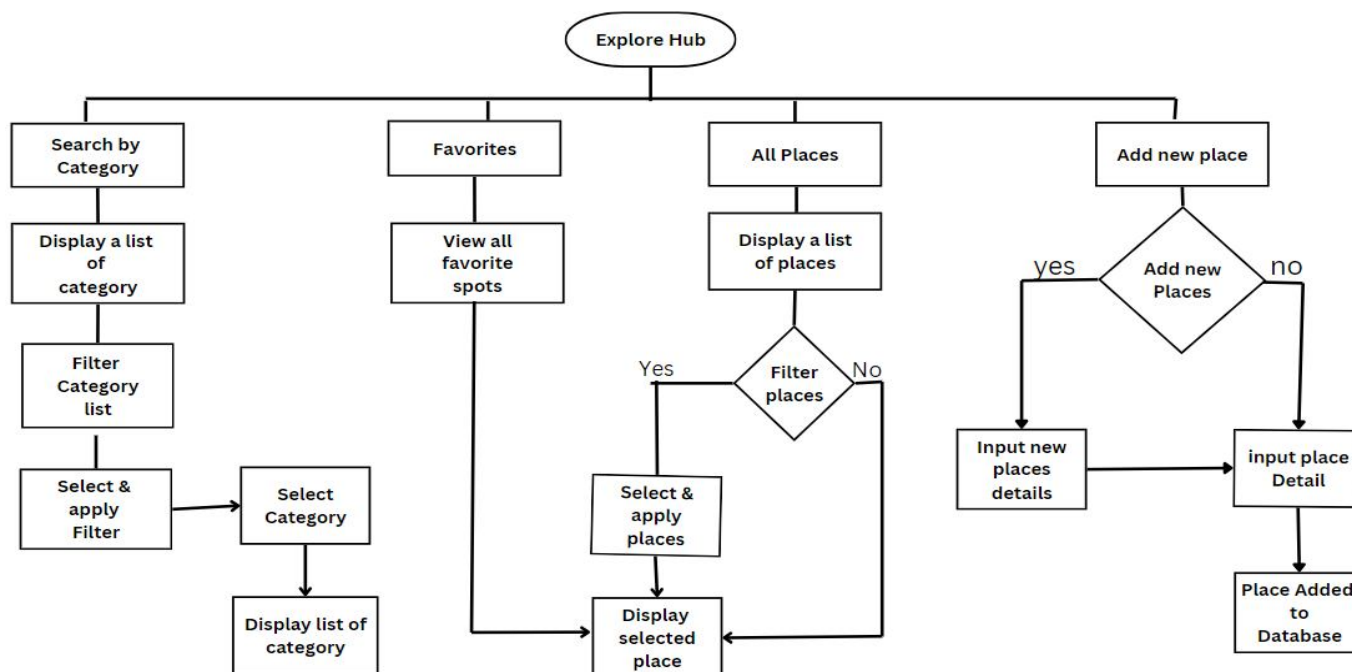 Explore Hub
Search by
Category
Favorites
All Places
Add new place
Display a list
of
category
View all
favorite
spots
Display a list
of places
yes
Add new
Places
no
Filter
Category
list
Yes
Filter
places
No
Select &
apply
Filter
Select
Category
Select &
apply
places
Input new
places
details
input place
Detail
Display list of
category
Display
selected
place
Place Added
to
Database